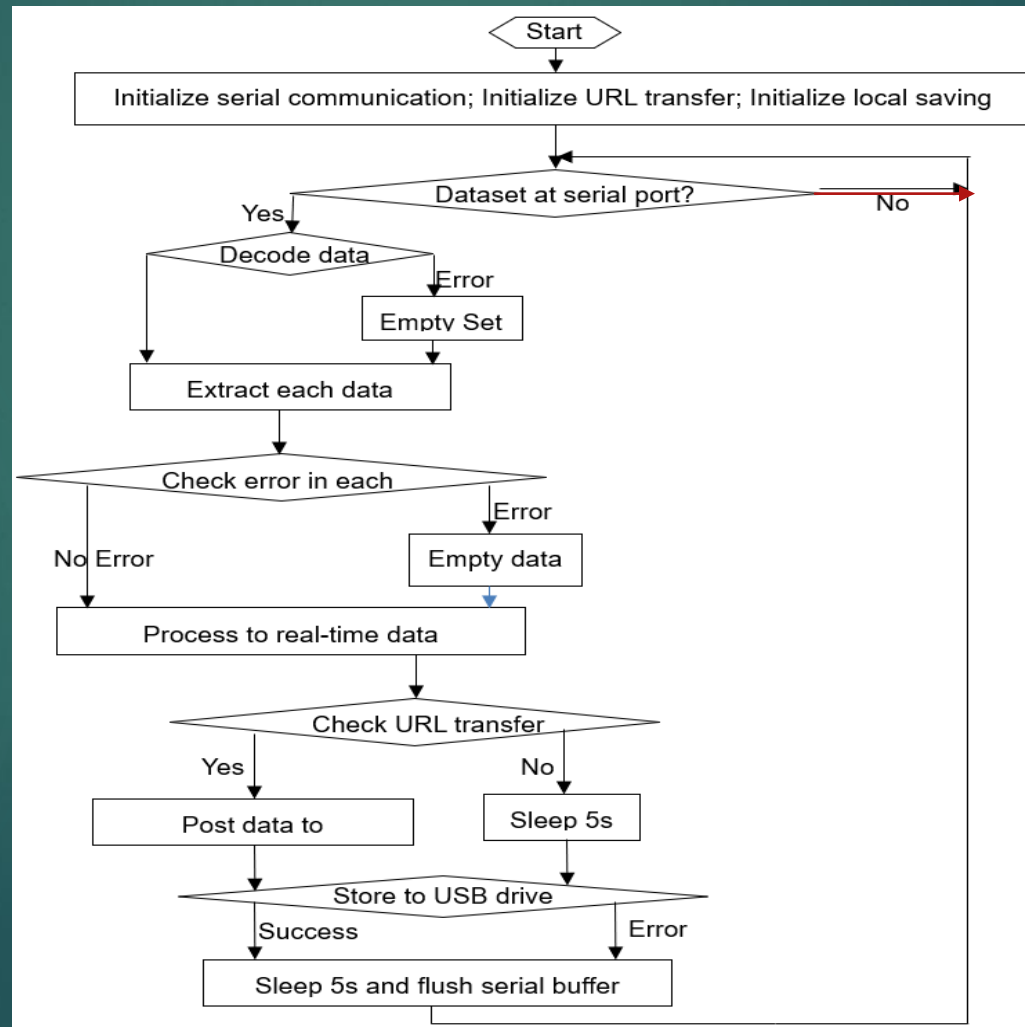 Start
Initialize serial communication; Initialize URL transfer; Initialize local saving
Dataset at serial port?
No
Yes
Decode data
Error
Empty Set
Extract each data
Check error in each
Error
No Error
Empty data
Process to real-time data
Check URL transfer
Yes
No
Post data to
Sleep 5s
Store to USB drive
Success
Error
Sleep 5s and flush serial buffer